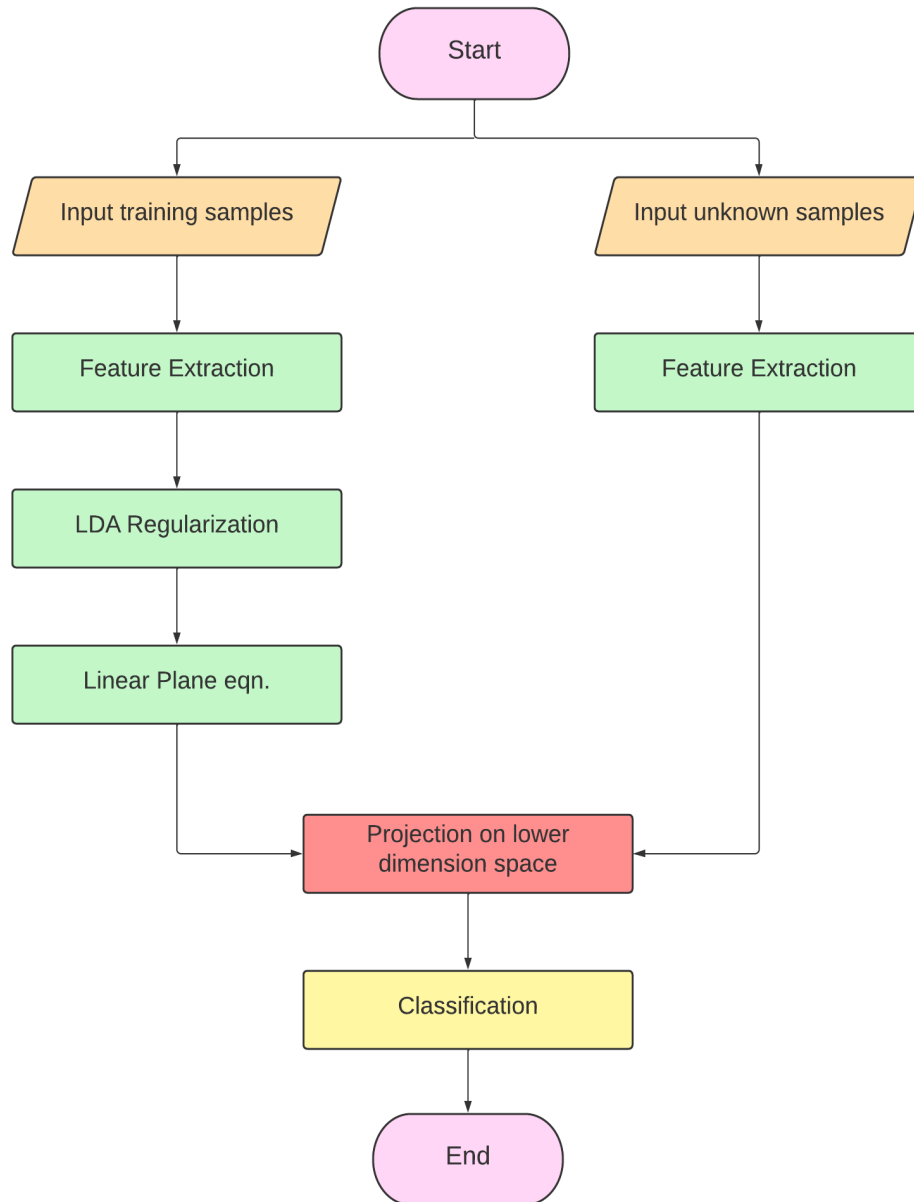 Start
Input training samples
Input unknown samples
Feature Extraction
Feature Extraction
LDA Regularization
Linear Plane eqn.
Projection on lower
dimension space
Classification
End